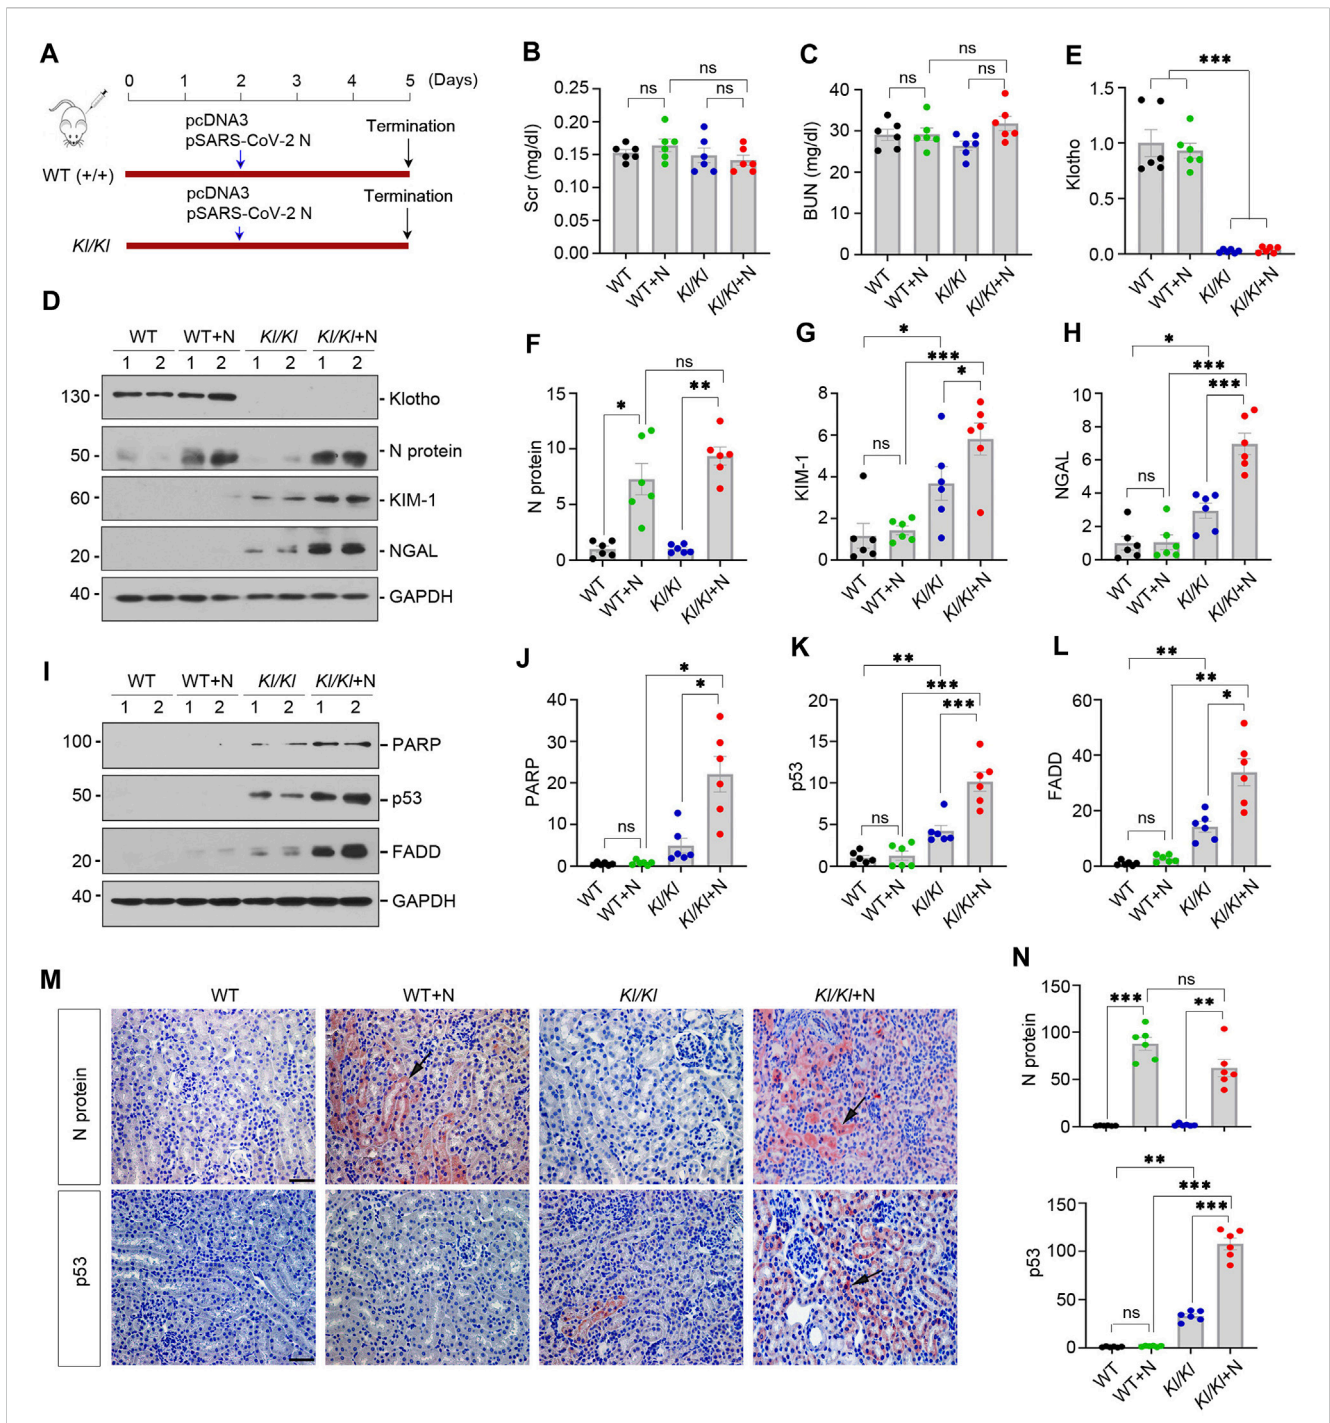 A
0 1 2 3 4 5 (Days)
pcDNA3
pSARS-CoV-2 N
Termination
WT (+/+)
pcDNA3
pSARS-CoV-2 N
Termination
Kl/Kl
B
ns
ns
ns
0.25
0.20
0.15
0.10
0.05
0.00
Scr (mg/dl)
WT WT+N Kl/Kl Kl/Kl+N
C
ns
ns
ns
40
30
20
10
0
BUN (mg/dl)
WT WT+N Kl/Kl Kl/Kl+N
E
***
1.5
1.0
0.5
0.0
Klotho
WT WT+N Kl/Kl Kl/Kl+N
D
WT WT+N Kl/Kl Kl/Kl+N
1 2 1 2 1 2 1 2
130 - - Klotho
50 - - N protein
60 - - KIM-1
20 - - NGAL
40 - - GAPDH
F
ns
**
*
15
10
5
0
N protein
WT WT+N Kl/Kl Kl/Kl+N
G
*
***
*
ns
8
6
4
2
0
KIM-1
WT WT+N Kl/Kl Kl/Kl+N
H
*
***
***
ns
10
8
6
4
2
0
NGAL
WT WT+N Kl/Kl Kl/Kl+N
I
WT WT+N Kl/Kl Kl/Kl+N
1 2 1 2 1 2 1 2
100 - - PARP
50 - - p53
20 - - FADD
40 - - GAPDH
J
*
*
ns
40
30
20
10
0
PARP
WT WT+N Kl/Kl Kl/Kl+N
K
**
***
***
ns
20
15
10
5
0
p53
WT WT+N Kl/Kl Kl/Kl+N
L
**
**
*
ns
60
40
20
0
FADD
WT WT+N Kl/Kl Kl/Kl+N
M
WT WT+N Kl/Kl Kl/Kl+N
N protein
p53
N
ns
***
**
150
100
50
0
N protein
**
***
***
ns
150
100
50
0
p53
WT WT+N Kl/Kl Kl/Kl+N